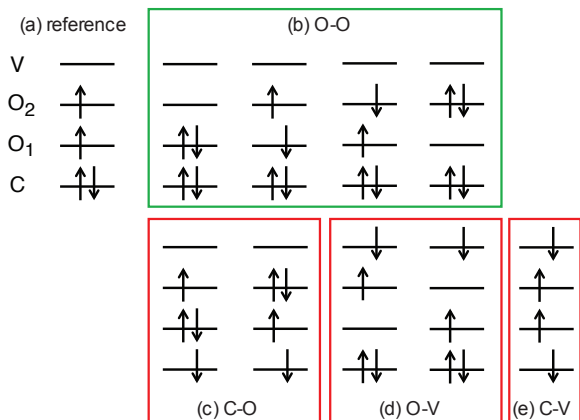 (a) reference
(b) O-O
V
O2
O1
C
(c) C-O
(d) O-V
(e) C-V